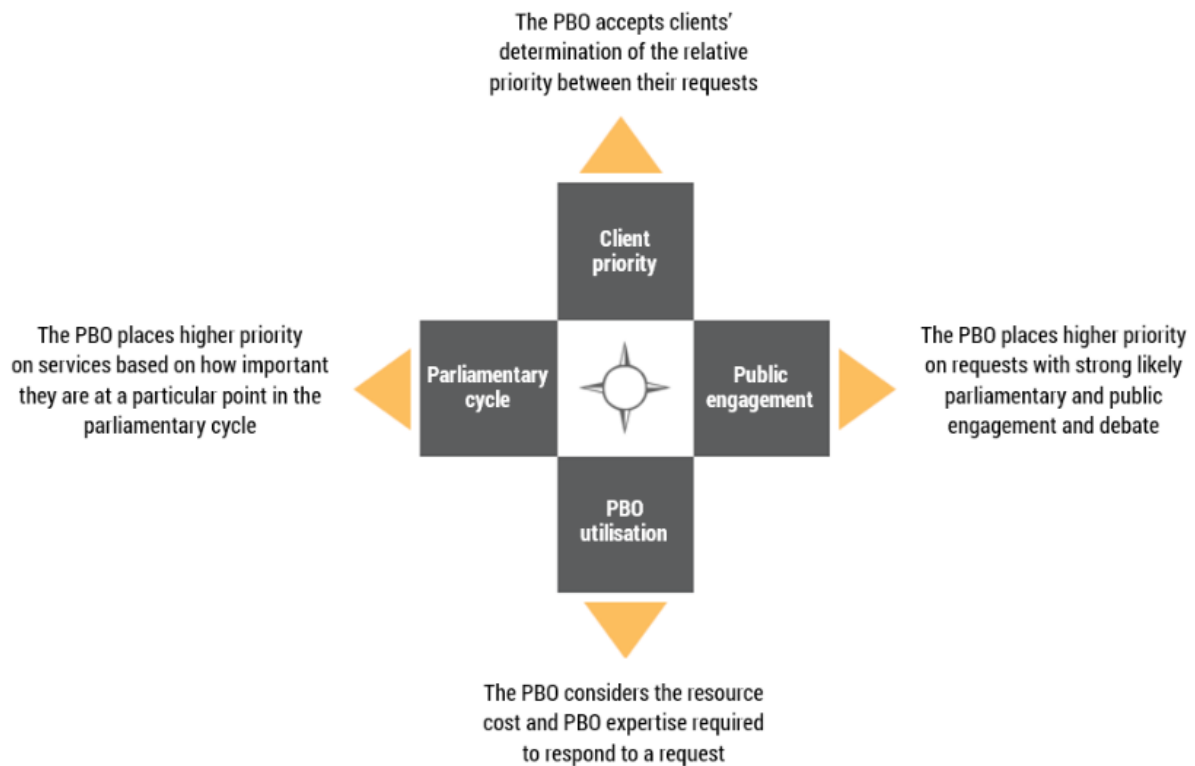 The PBO accepts clients’
determination of the relative
priority between their requests
Client
priority
The PBO places higher priority
on services based on how important
they are at a particular point in the
parliamentary cycle
Parliamentary
cycle
Public
engagement
The PBO places higher priority
on requests with strong likely
parliamentary and public
engagement and debate
PBO
utilisation
The PBO considers the resource
cost and PBO expertise required
to respond to a request